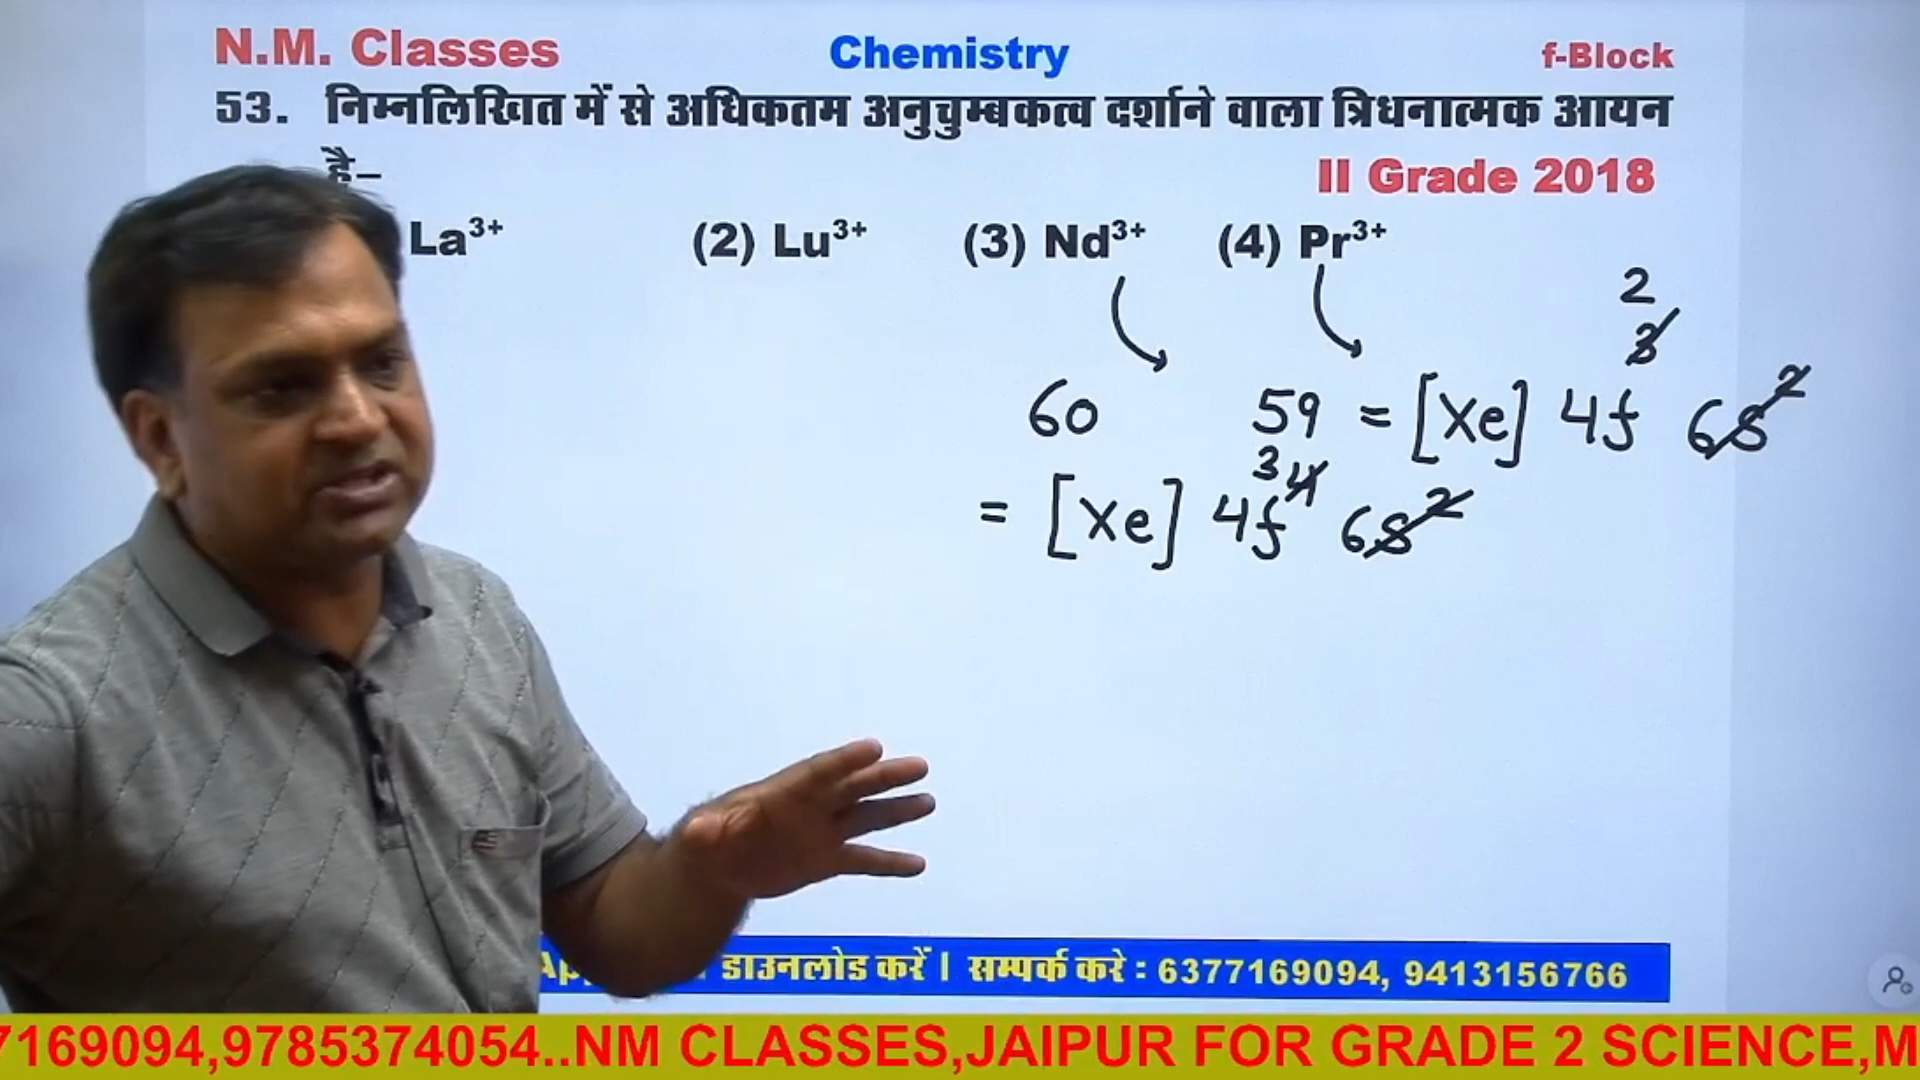 N.M. Classes Chemistry f-Block
53. निम्नलिखित में से अधिकतम अनुचुम्बकत्व दर्शाने वाला त्रिधनात्मक आयन
है–
II Grade 2018
La³⁺ (2) Lu³⁺ (3) Nd³⁺ (4) Pr³⁺
2
3
60 59 = [Xe] 4f 6s²
3 4
= [Xe] 4f 6s²
डाउनलोड करें। सम्पर्क करे : 6377169094, 9413156766
7169094,9785374054..NM CLASSES,JAIPUR FOR GRADE 2 SCIENCE,M